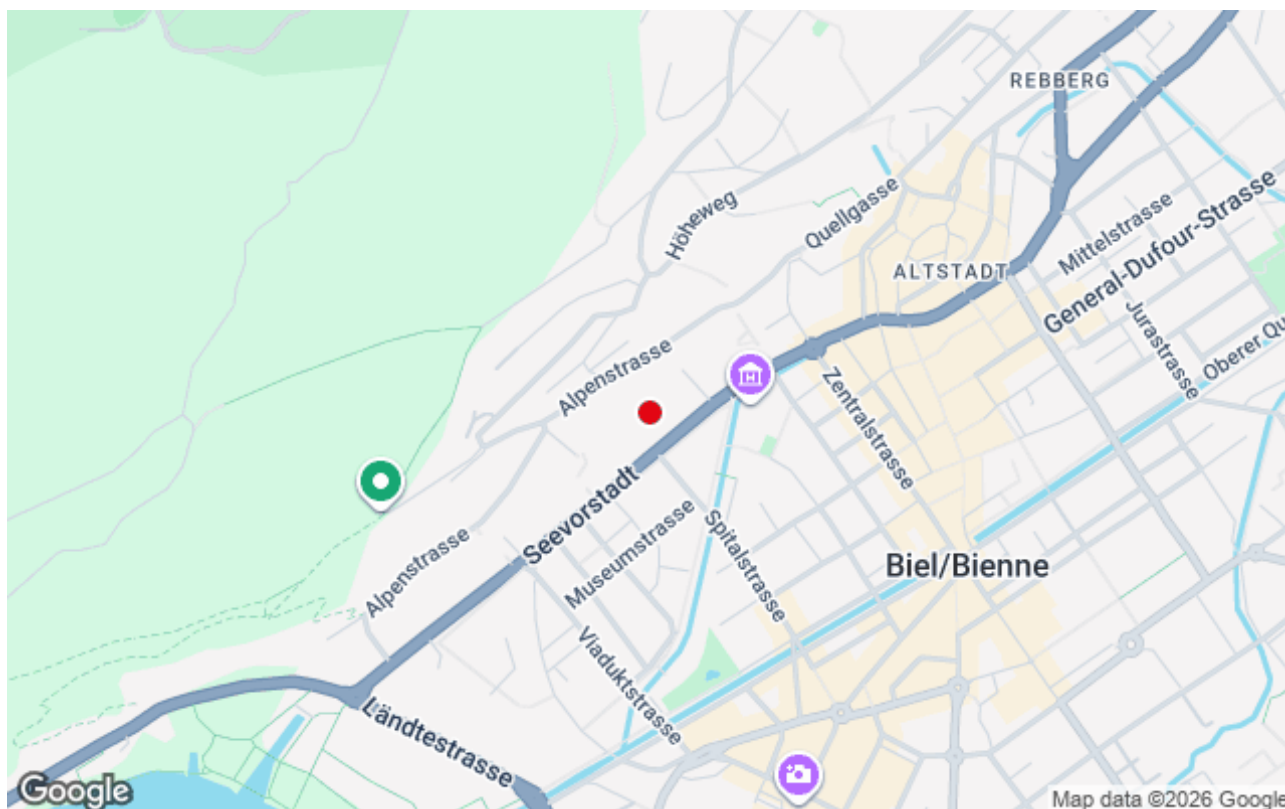 REBBERG
Höheweg
Quellgasse
Mittelstrasse
General-Dufour-Strasse
ALTSTADT
Jurastrasse
Oberer Qu
Alpenstrasse
Zentralstrasse
Seevorstadt
Museumstrasse
Spitalstrasse
Biel/Bienne
Alpenstrasse
Viaduktstrasse
Ländtestrasse
Google
Map data ©2026 Google